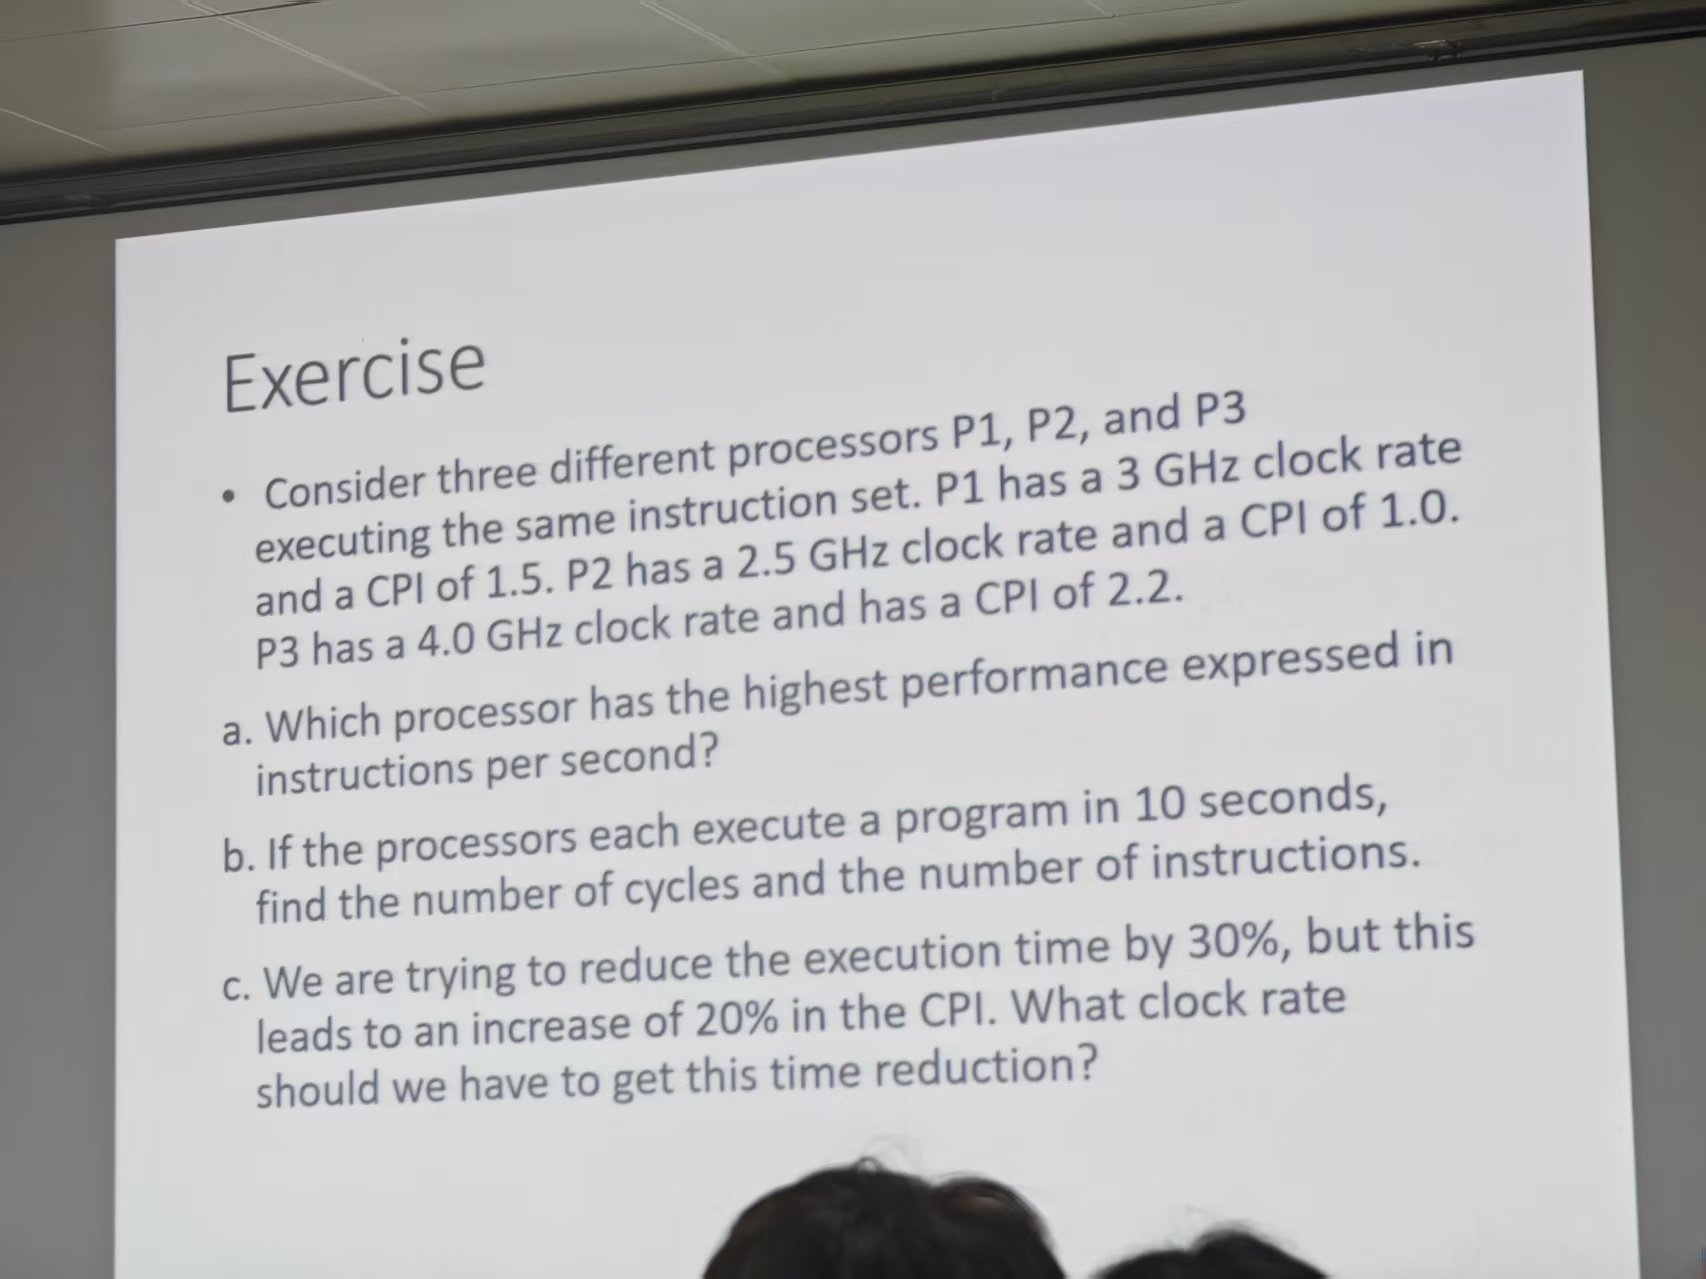 Exercise
• Consider three different processors P1, P2, and P3
executing the same instruction set. P1 has a 3 GHz clock rate
and a CPI of 1.5. P2 has a 2.5 GHz clock rate and a CPI of 1.0.
P3 has a 4.0 GHz clock rate and has a CPI of 2.2.
a. Which processor has the highest performance expressed in
instructions per second?
b. If the processors each execute a program in 10 seconds,
find the number of cycles and the number of instructions.
c. We are trying to reduce the execution time by 30%, but this
leads to an increase of 20% in the CPI. What clock rate
should we have to get this time reduction?